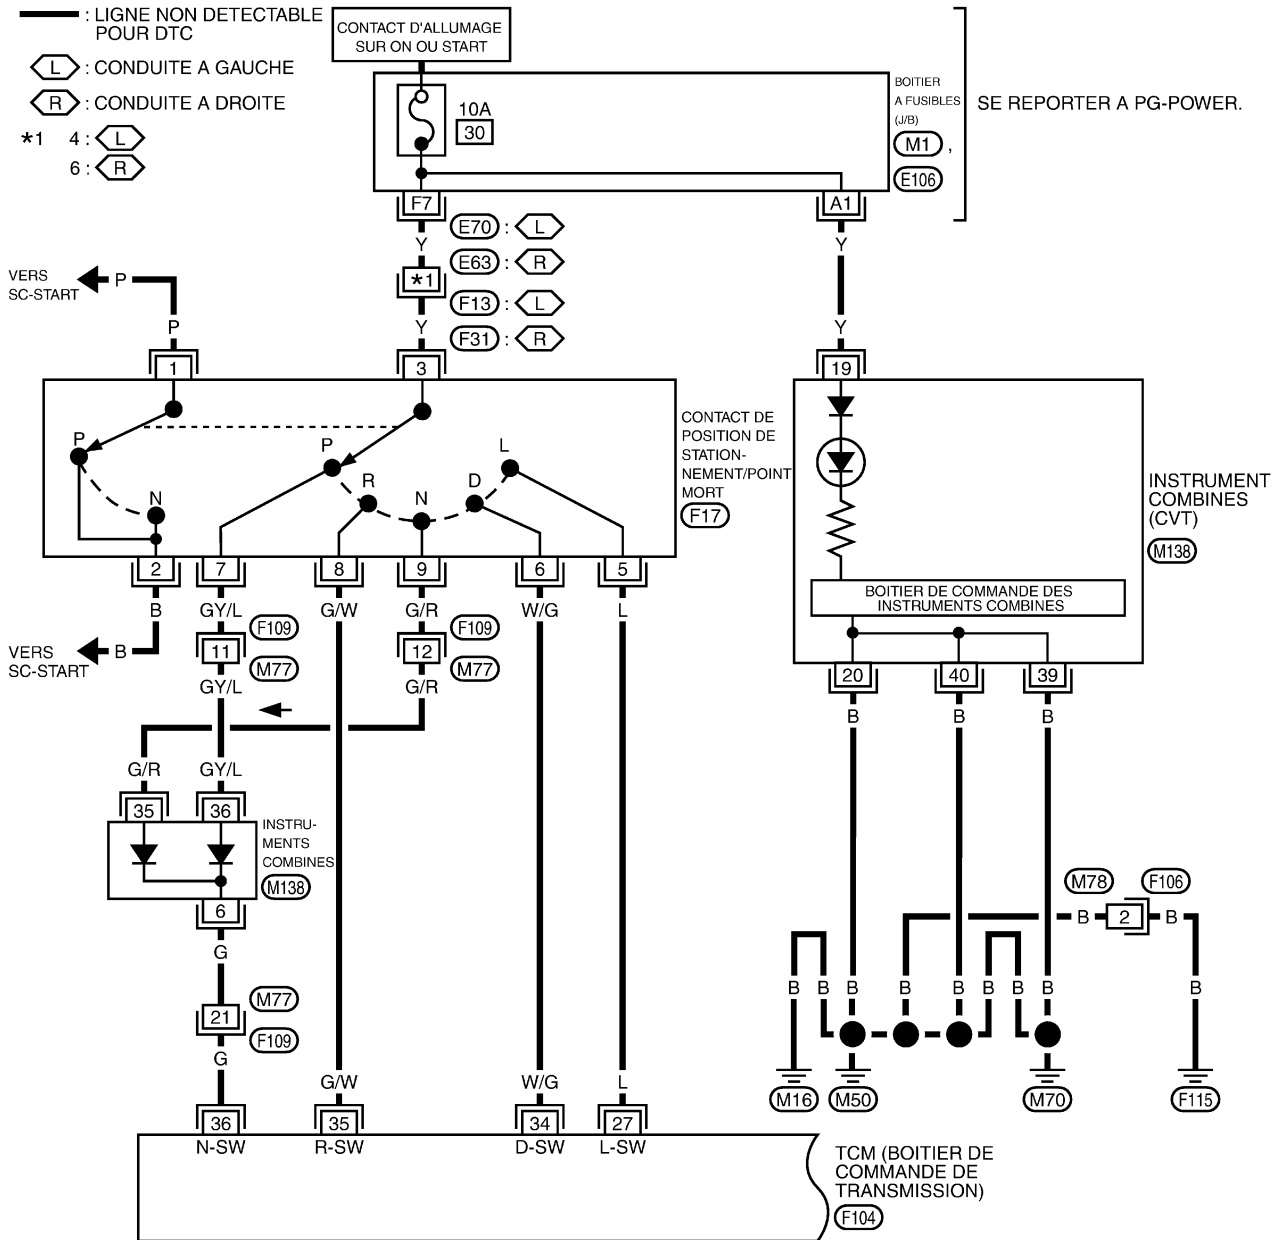 : LIGNE NON DETECTABLE
POUR DTC
L : CONDUITE A GAUCHE
R : CONDUITE A DROITE
*1 4 : L
6 : R
CONTACT D'ALLUMAGE
SUR ON OU START
10A
30
BOITIER
A FUSIBLES
(J/B)
M1 ,
E106
SE REPORTER A PG-POWER.
F7
A1
E70 : L
Y
Y
E63 : R
*1
F13 : L
Y
Y
F31 : R
VERS
SC-START
P
P
1
3
19
P
N
P
R
N
D
L
CONTACT DE
POSITION DE
STATION-
NEMENT/POINT
MORT
F17
INSTRUMENT
COMBINES
(CVT)
M138
BOITIER DE COMMANDE DES
INSTRUMENTS COMBINES
2 7 8 9 6 5
B GY/L G/W G/R W/G L
F109
F109
VERS
SC-START
B
11
12
M77
M77
GY/L
G/R
20 40 39
B B B
G/R GY/L
35 36
INSTRU-
MENTS
COMBINES
M138
6
G
M77
21
F109
G
M78
F106
B 2 B
B B B B B B B B
M16 M50 M70 F115
G/W W/G L
36 35 34 27
N-SW R-SW D-SW L-SW
TCM (BOITIER DE
COMMANDE DE
TRANSMISSION)
F104